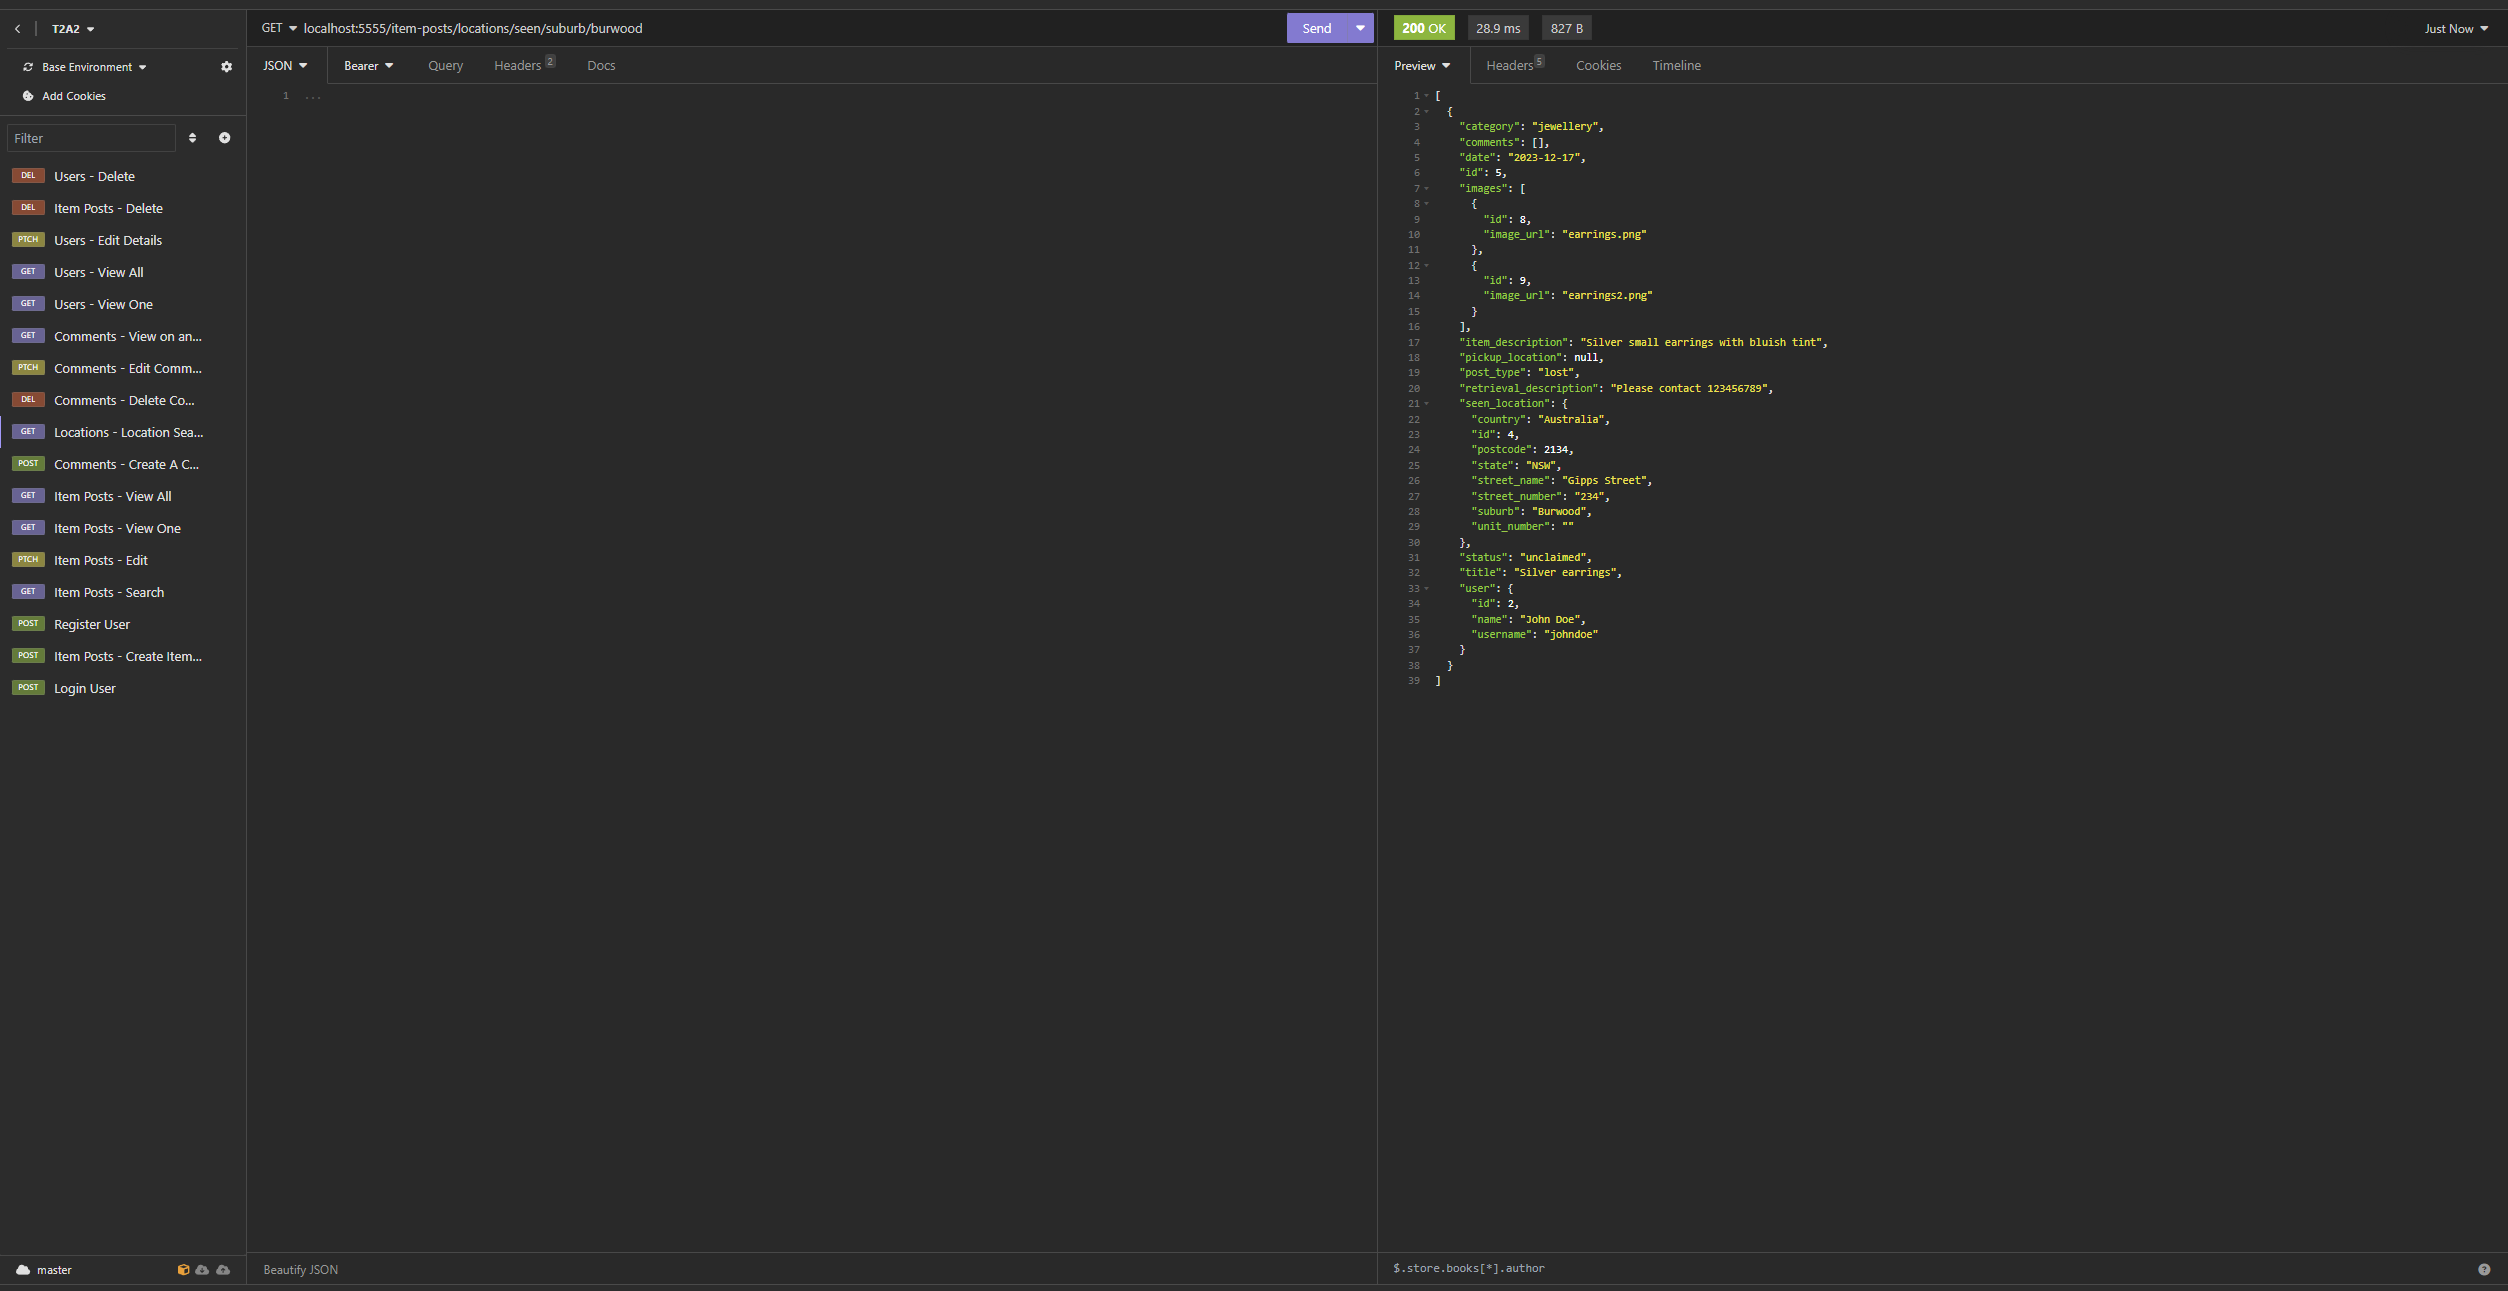 T2A2
GET localhost:5555/item-posts/locations/seen/suburb/burwood
Send
200 OK 28.9 ms 827 B
Just Now
Base Environment
Add Cookies
JSON Bearer Query Headers 2 Docs
Preview Headers 5 Cookies Timeline
Filter
DEL Users - Delete
DEL Item Posts - Delete
PTCH Users - Edit Details
GET Users - View All
GET Users - View One
GET Comments - View on an...
PTCH Comments - Edit Comm...
DEL Comments - Delete Co...
GET Locations - Location Sea...
POST Comments - Create A C...
GET Item Posts - View All
GET Item Posts - View One
PTCH Item Posts - Edit
GET Item Posts - Search
POST Register User
POST Item Posts - Create Item...
POST Login User
master
1 ...
Beautify JSON
1 [
2 {
3 "category": "jewellery",
4 "comments": [],
5 "date": "2023-12-17",
6 "id": 5,
7 "images": [
8 {
9 "id": 8,
10 "image_url": "earrings.png"
11 },
12 {
13 "id": 9,
14 "image_url": "earrings2.png"
15 }
16 ],
17 "item_description": "Silver small earrings with bluish tint",
18 "pickup_location": null,
19 "post_type": "lost",
20 "retrieval_description": "Please contact 123456789",
21 "seen_location": {
22 "country": "Australia",
23 "id": 4,
24 "postcode": 2134,
25 "state": "NSW",
26 "street_name": "Gipps Street",
27 "street_number": "234",
28 "suburb": "Burwood",
29 "unit_number": ""
30 },
31 "status": "unclaimed",
32 "title": "Silver earrings",
33 "user": {
34 "id": 2,
35 "name": "John Doe",
36 "username": "johndoe"
37 }
38 }
39 ]
$.store.books[*].author